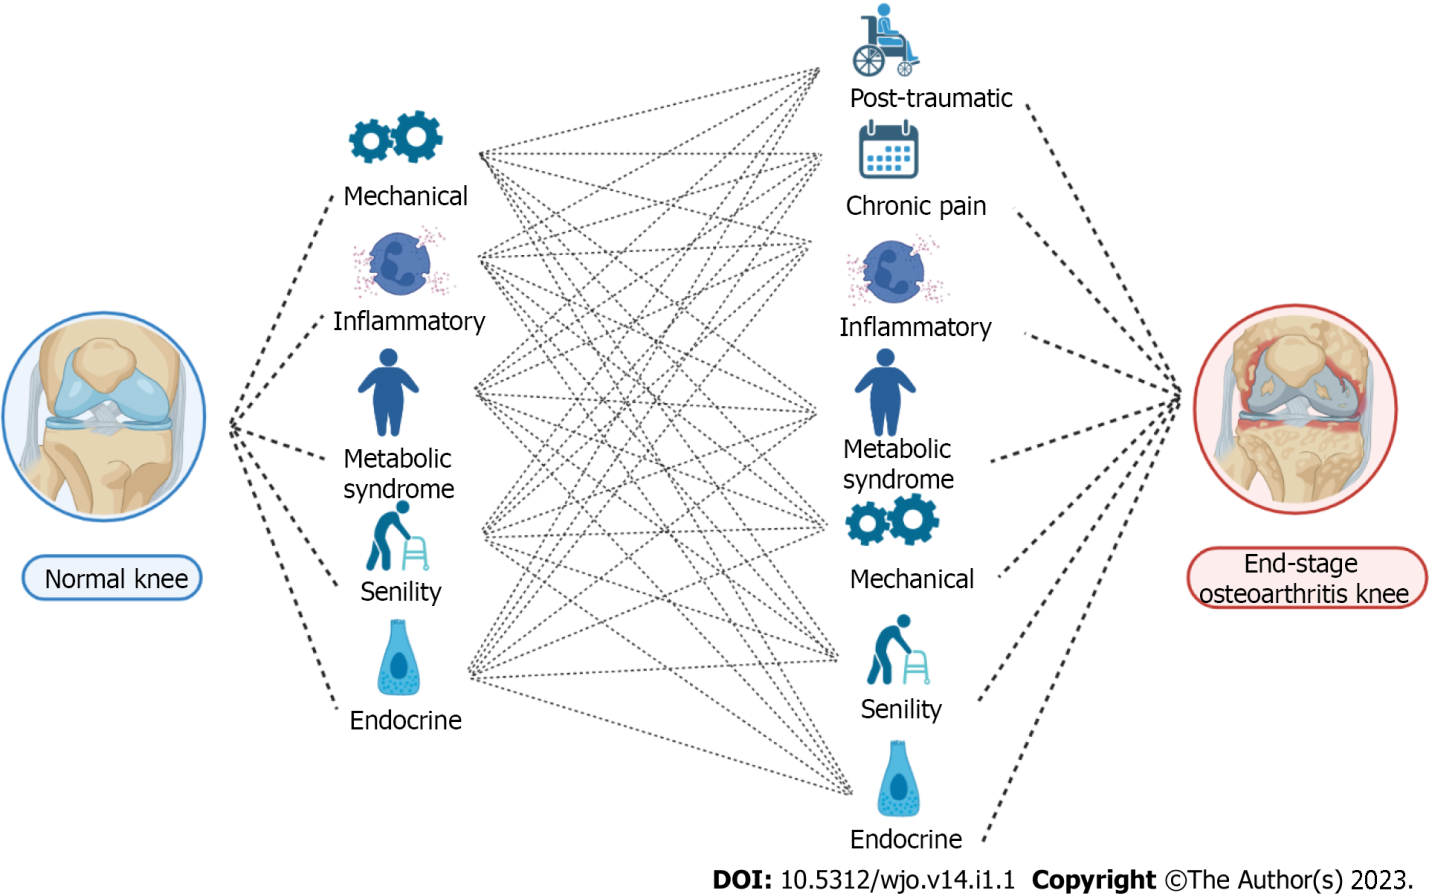 Post-traumatic
Mechanical
Chronic pain
Inflammatory
Inflammatory
Metabolic
syndrome
Metabolic
syndrome
Normal knee
Senility
Mechanical
End-stage
osteoarthritis knee
Endocrine
Senility
Endocrine
DOI: 10.5312/wjo.v14.i1.1 Copyright ©The Author(s) 2023.